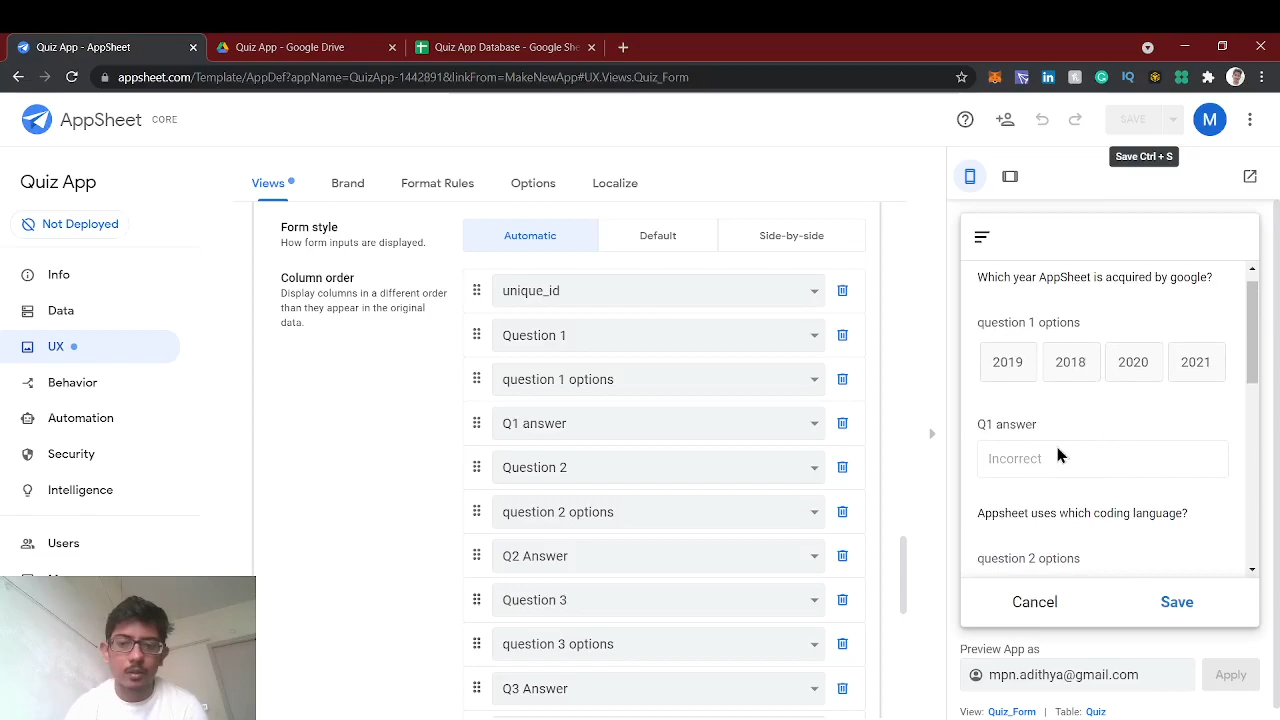 Quiz App - AppSheet
Quiz App - Google Drive
Quiz App Database - Google She
appsheet.com/Template/AppDef?appName=QuizApp-1442891&linkFrom=MakeNewApp#UX.Views.Quiz_Form
AppSheet CORE
SAVE
M
Save Ctrl + S
Quiz App
Not Deployed
Info
Data
UX
Behavior
Automation
Security
Intelligence
Users
Views
Brand
Format Rules
Options
Localize
Form style
How form inputs are displayed.
Automatic
Default
Side-by-side
Column order
Display columns in a different order
than they appear in the original
data.
unique_id
Question 1
question 1 options
Q1 answer
Question 2
question 2 options
Q2 Answer
Question 3
question 3 options
Q3 Answer
Which year AppSheet is acquired by google?
question 1 options
2019
2018
2020
2021
Q1 answer
Incorrect
Appsheet uses which coding language?
question 2 options
Cancel
Save
Preview App as
mpn.adithya@gmail.com
Apply
View: Quiz_Form | Table: Quiz